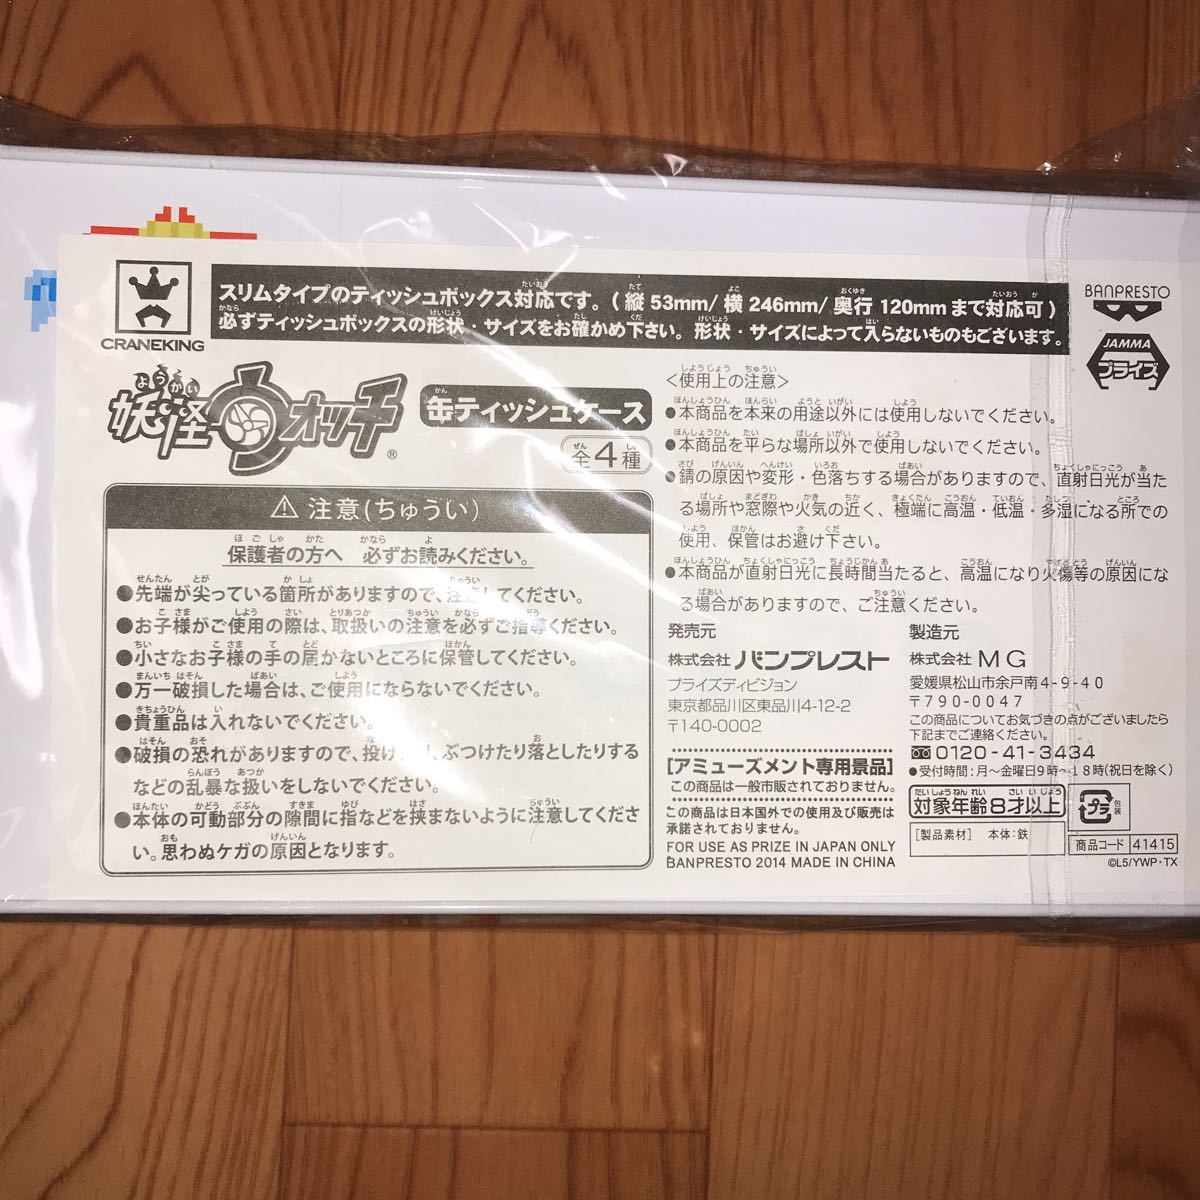 CRANEKING
スリムタイプのティッシュボックス対応です。(縦 53mm/ 横 246mm/ 奥行 120mm まで対応可)
必ずティッシュボックスの形状・サイズをお確かめ下さい。形状・サイズによって入らないものもございます。
BANPRESTO
JAMMA
プライズ
妖怪ウォッチ®
ようかい
缶ティッシュケース
全4種
⚠ 注意(ちゅうい)
保護者の方へ 必ずお読みください。
●先端が尖っている箇所がありますので、注意してください。
●お子様がご使用の際は、取扱いの注意を必ずご指導ください。
●小さなお子様の手の届かないところに保管してください。
●万一破損した場合は、ご使用にならないでください。
●貴重品は入れないでください。
●破損の恐れがありますので、投げ、ぶつけたり落としたりする
などの乱暴な扱いをしないでください。
●本体の可動部分の隙間に指などを挟まないように注意してくださ
い。思わぬケガの原因となります。
<使用上の注意>
●本商品を本来の用途以外には使用しないでください。
●本商品を平らな場所以外で使用しないでください。
●錆の原因や変形・色落ちする場合がありますので、直射日光が当た
る場所や窓際や火気の近く、極端に高温・低温・多湿になる所での
使用、保管はお避け下さい。
●本商品が直射日光に長時間当たると、高温になり火傷等の原因にな
る場合がありますので、ご注意ください。
発売元
株式会社 バンプレスト
プライズディビジョン
東京都品川区東品川4-12-2
〒140-0002
製造元
株式会社 MG
愛媛県松山市余戸南4-9-40
〒790-0047
この商品についてお気づきの点がございましたら
下記までご連絡ください。
0120-41-3434
●受付時間:月～金曜日9時～18時(祝日を除く)
[アミューズメント専用景品]
この商品は一般市販されておりません。
この商品は日本国外での使用及び販売は
承諾されておりません。
FOR USE AS PRIZE IN JAPAN ONLY
BANPRESTO 2014 MADE IN CHINA
対象年齢8才以上
プラ
包装
[製品素材] 本体:鉄
商品コード 41415
©L5/YWP・TX